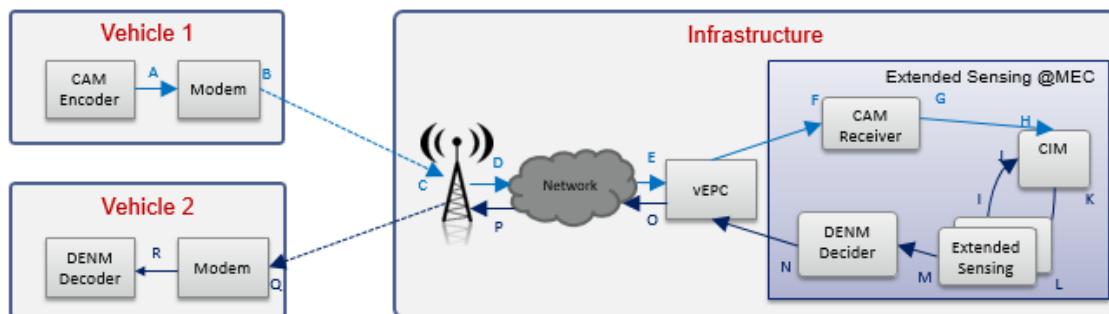 Vehicle 1
CAM
Encoder
A
Modem
B
Vehicle 2
DENM
Decoder
R
Modem
Q
Infrastructure
C
D
P
Network
E
O
vEPC
Extended Sensing @MEC
F
CAM
Receiver
G
H
CIM
J
I
K
DENM
Decider
N
M
Extended
Sensing
L